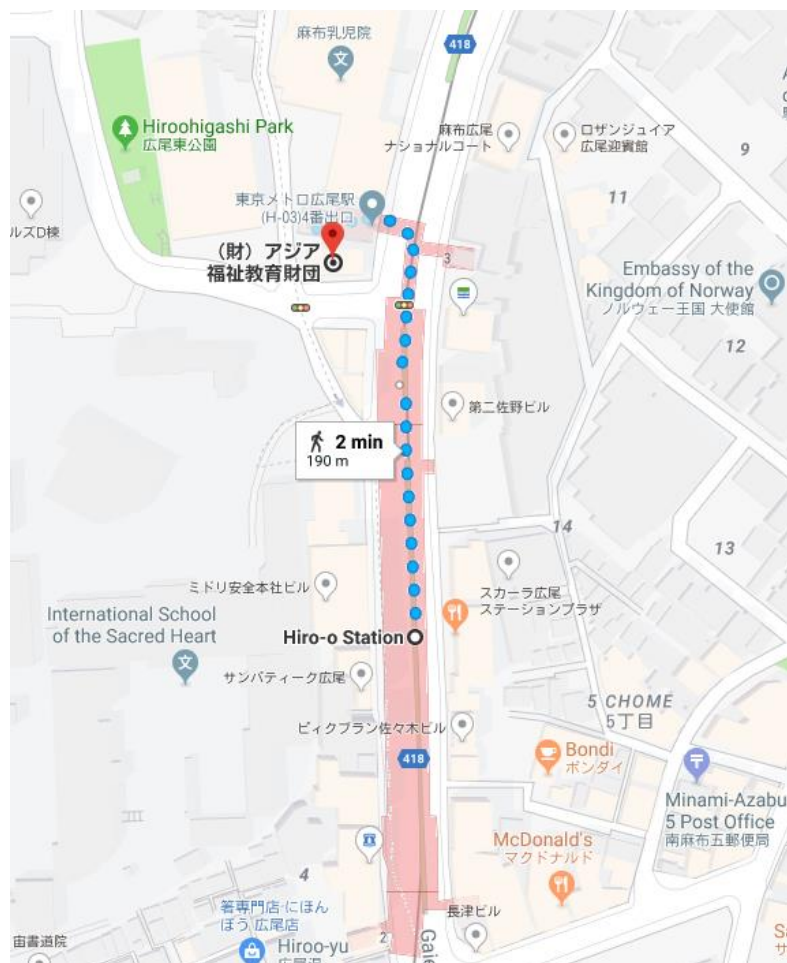 418
麻布乳児院
Hiroohigashi Park
広尾東公園
麻布広尾
ナショナルコート
ロザンジュイア
広尾迎賓館
9
11
ルズD棟
東京メトロ広尾駅
(H-03)4番出口
(財) アジア
福祉教育財団
3
Embassy of the
Kingdom of Norway
ノルウェー王国 大使館
12
第二佐野ビル
2 min
190 m
14
13
ミドリ安全本社ビル
スカーラ広尾
ステーションプラザ
International School
of the Sacred Heart
Hiro-o Station
サンパティーク広尾
5 CHOME
5丁目
ビィクブラン佐々木ビル
418
Bondi
ボンダイ
Minami-Azabu
5 Post Office
南麻布五郵便局
McDonald's
マクドナルド
4
箸専門店 にほん
ぼう 広尾店
長津ビル
宙書道院
2
Hiroo-yu
Gaie